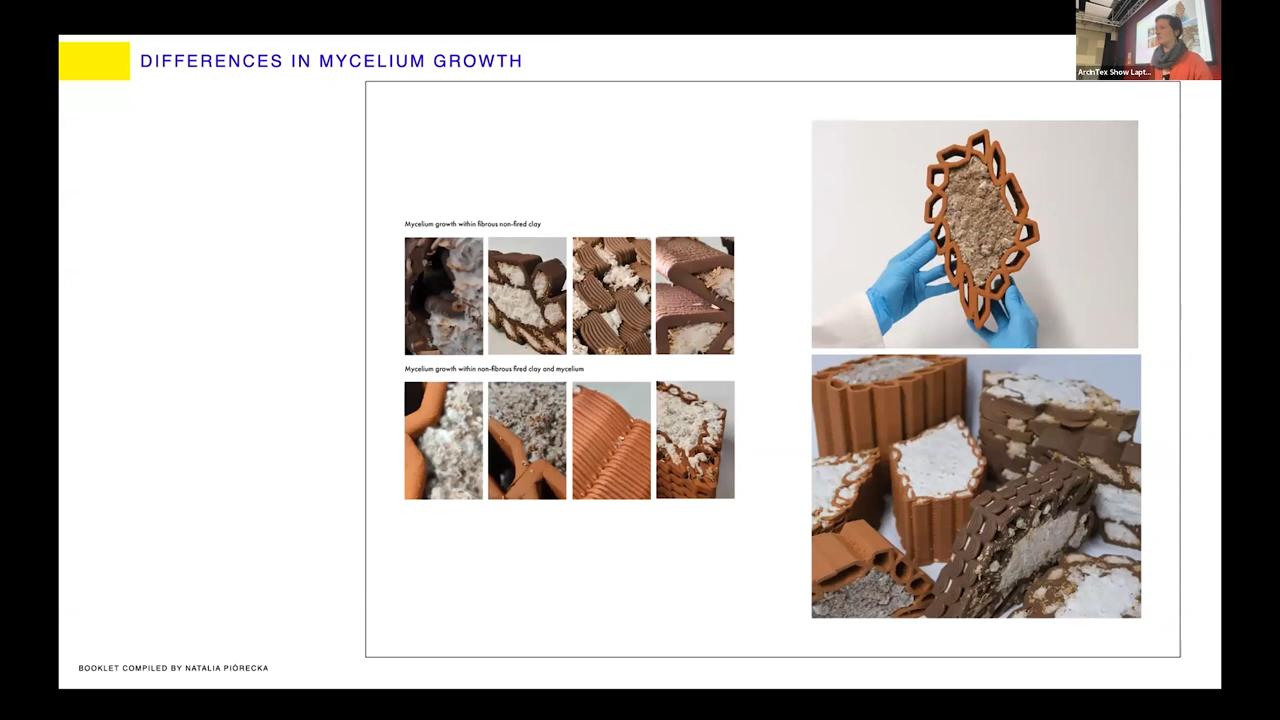 DIFFERENCES IN MYCELIUM GROWTH
ArcInTex Show Lapt...
Mycelium growth within fibrous non-fired clay
Mycelium growth within non-fibrous fired clay and mycelium
BOOKLET COMPILED BY NATALIA PIÓRECKA